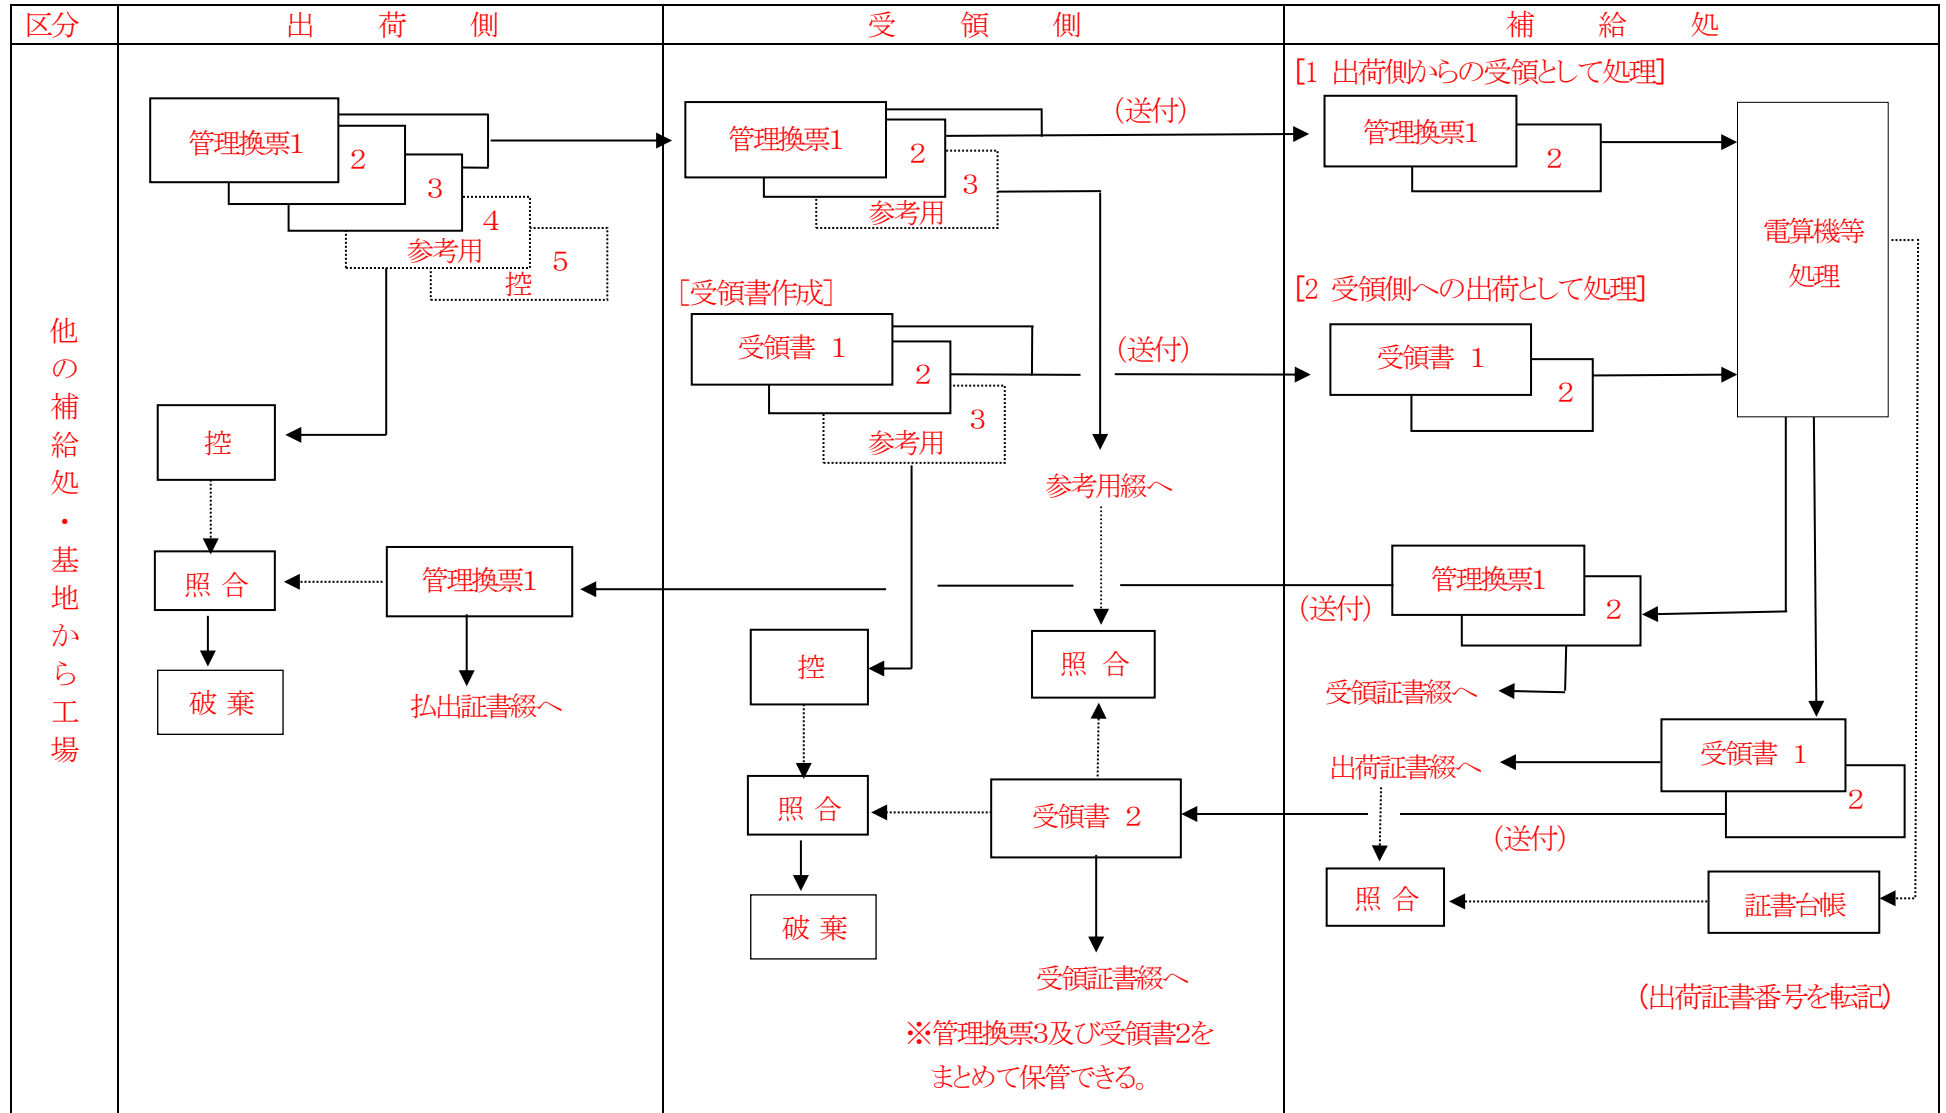 区分
出荷側
受領側
補給処
他の補給処・基地から工場
管理換票1
2
3
4
参考用
5
控
控
照合
破棄
管理換票1
払出証書綴へ
管理換票1
2
3
参考用
(送付)
[受領書作成]
受領書 1
2
3
参考用
(送付)
参考用綴へ
控
照合
照合
破棄
受領書 2
受領証書綴へ
※管理換票3及び受領書2を
まとめて保管できる。
[1 出荷側からの受領として処理]
管理換票1
2
電算機等
処理
[2 受領側への出荷として処理]
受領書 1
2
管理換票1
2
(送付)
受領証書綴へ
受領書 1
2
出荷証書綴へ
(送付)
照合
証書台帳
(出荷証書番号を転記)